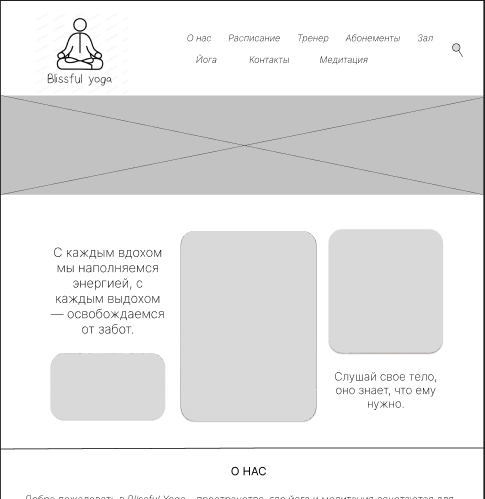 Blissful yoga
О нас Расписание Тренер Абонементы Зал
Йога Контакты Медитация
С каждым вдохом
мы наполняемся
энергией, с
каждым выдохом
— освобождаемся
от забот.
Слушай свое тело,
оно знает, что ему
нужно.
О НАС
Добро пожаловать в Blissful Yoga – пространство, где йога и медитация сочетаются для